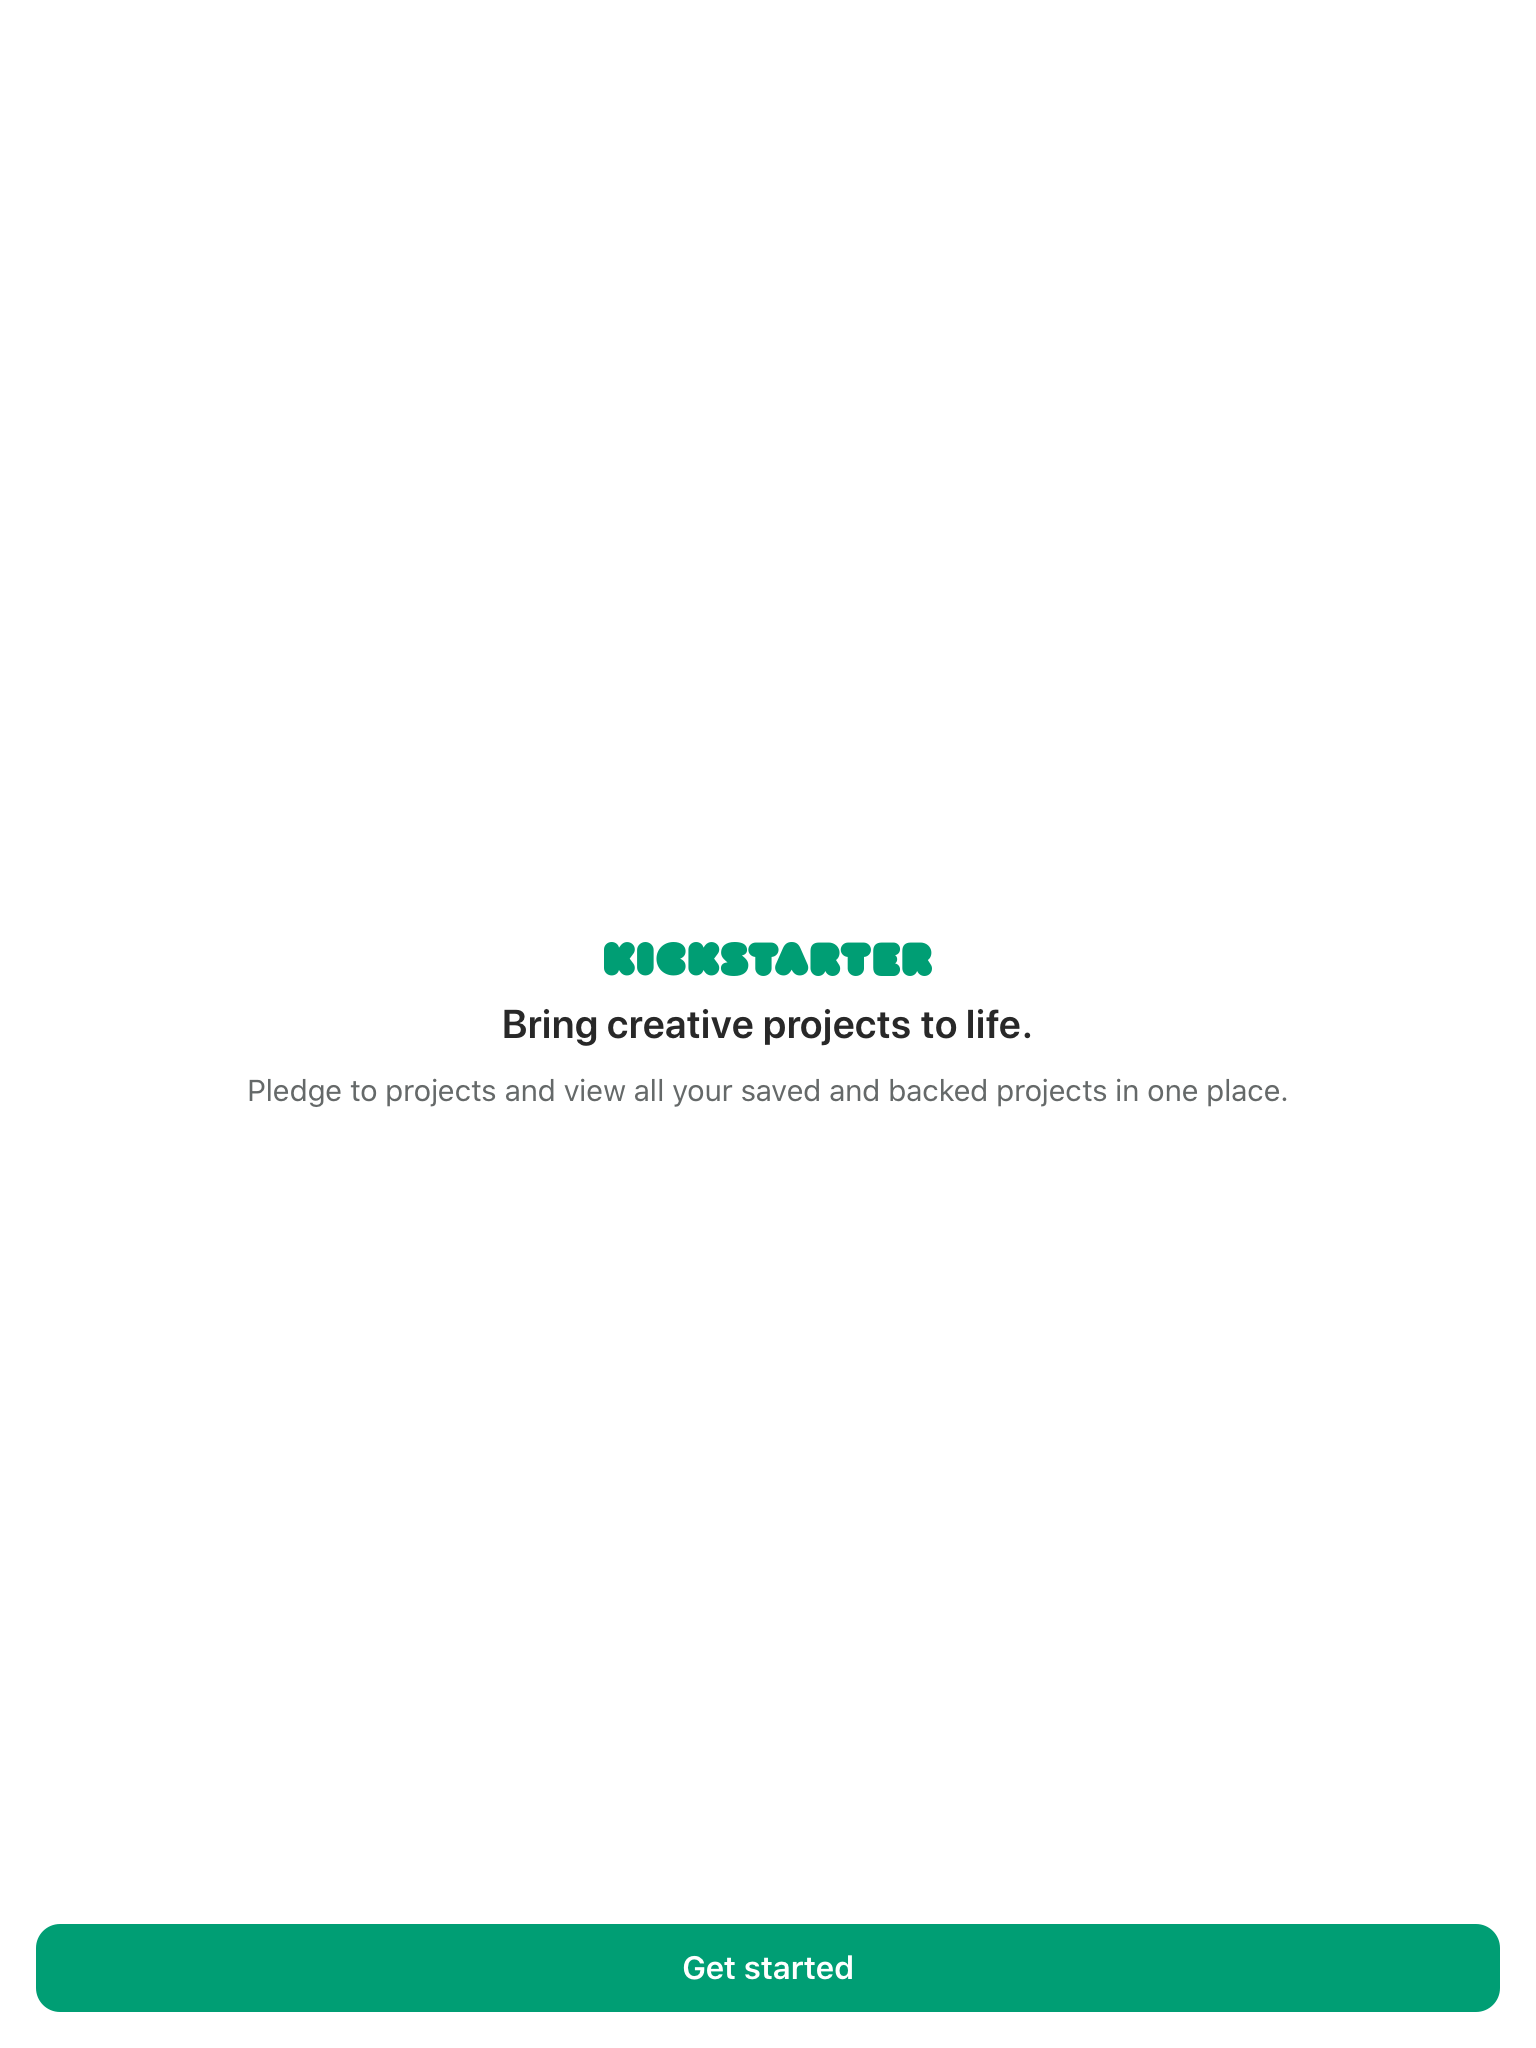 KICKSTARTER
Bring creative projects to life.
Pledge to projects and view all your saved and backed projects in one place.
Get started